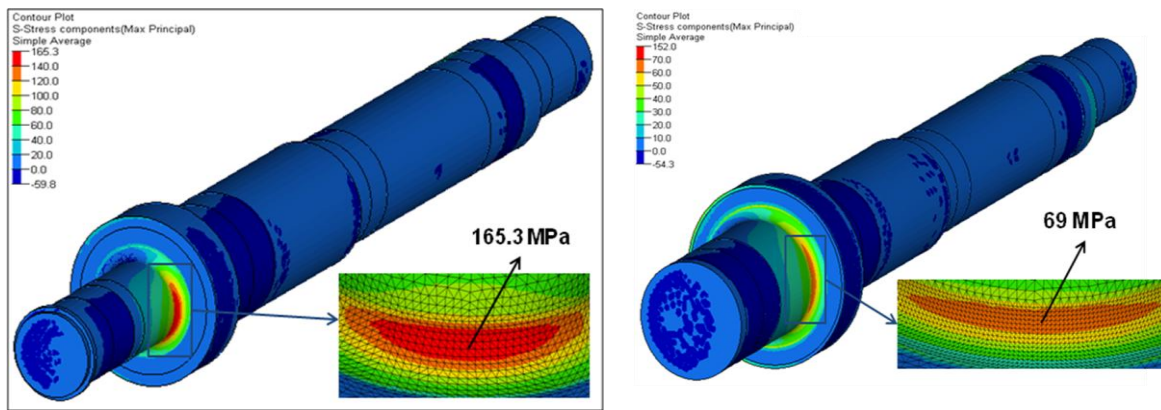 Contour Plot
S-Stress components(Max Principal)
Simple Average
165.3
140.0
120.0
100.0
80.0
60.0
40.0
20.0
0.0
-59.8
165.3 MPa
Contour Plot
S-Stress components(Max Principal)
Simple Average
152.0
70.0
60.0
50.0
40.0
30.0
20.0
10.0
0.0
-54.3
69 MPa